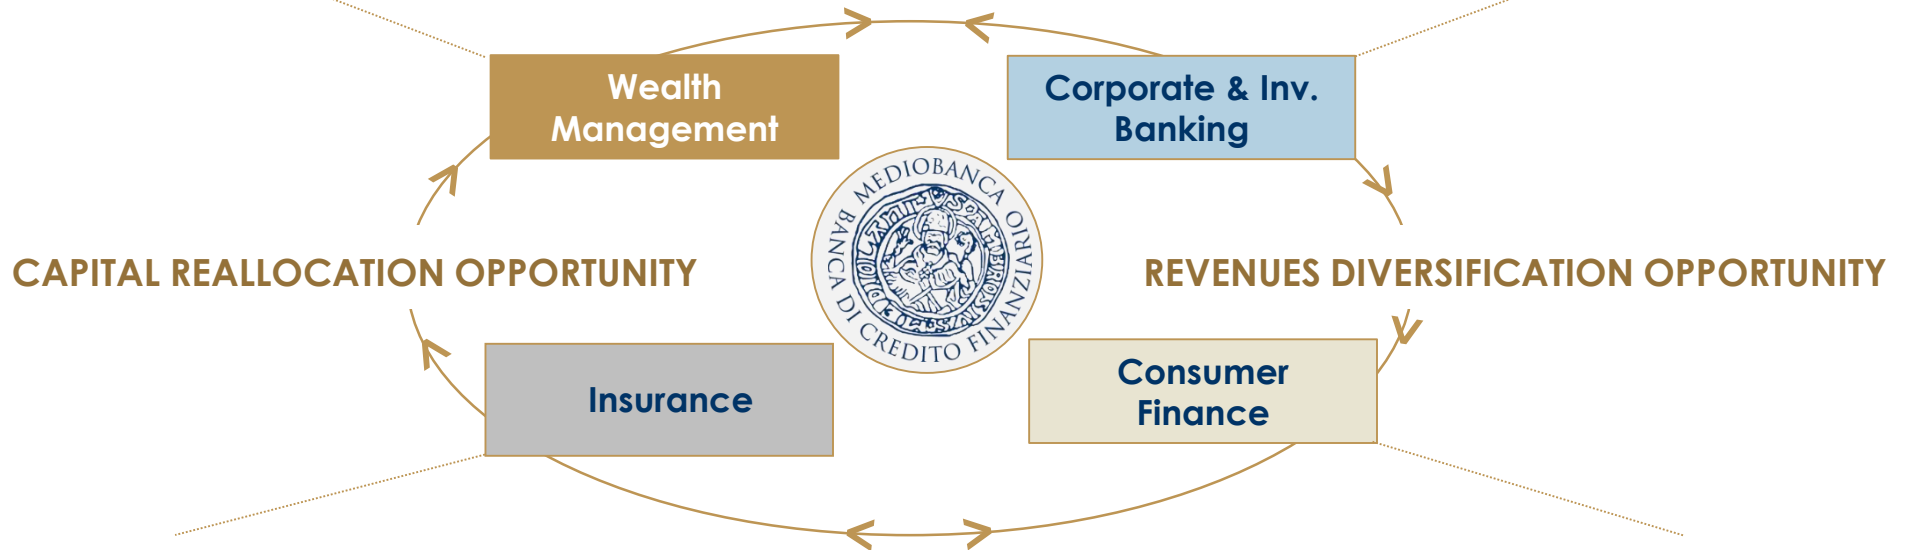 Wealth
Management
Corporate & Inv.
Banking
MEDIOBANCA
BANCA DI CREDITO FINANZIARIO
CAPITAL REALLOCATION OPPORTUNITY
REVENUES DIVERSIFICATION OPPORTUNITY
Insurance
Consumer
Finance